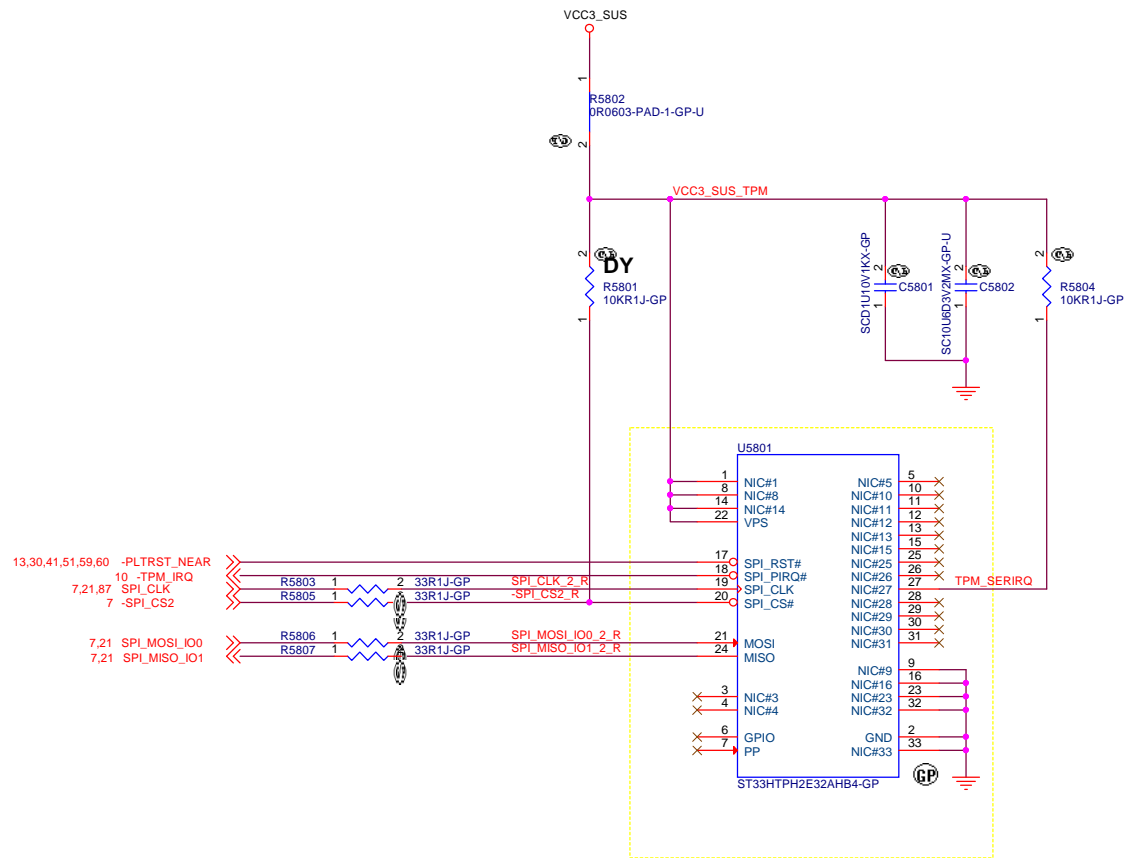 VCC3_SUS
1
R5802
0R0603-PAD-1-GP-U
2
VCC3_SUS_TPM
2
DY
R5801
10KR1J-GP
1
SCD1U10V1KX-GP
2
C5801
1
SC10U6D3V2MX-GP-U
2
C5802
1
2
R5804
10KR1J-GP
1
U5801
1 NIC#1
8 NIC#8
14 NIC#14
22 VPS
NIC#5 5
NIC#10 10
NIC#11 11
NIC#12 12
NIC#13 13
NIC#15 15
NIC#25 25
NIC#26 26
NIC#27 27 TPM_SERIRQ
NIC#28 28
NIC#29 29
NIC#30 30
NIC#31 31
13,30,41,51,59,60 -PLTRST_NEAR 17 SPI_RST#
10 -TPM_IRQ 18 SPI_PIRQ#
7,21,87 SPI_CLK R5803 1 2 33R1J-GP SPI_CLK_2_R 19 SPI_CLK
7 -SPI_CS2 R5805 1 33R1J-GP -SPI_CS2_R 20 SPI_CS#
7,21 SPI_MOSI_IO0 R5806 1 2 33R1J-GP SPI_MOSI_IO0_2_R 21 MOSI
7,21 SPI_MISO_IO1 R5807 1 33R1J-GP SPI_MISO_IO1_2_R 24 MISO
NIC#9 9
NIC#16 16
NIC#23 23
NIC#32 32
3 NIC#3
4 NIC#4
6 GPIO
7 PP
GND 2
NIC#33 33
ST33HTPH2E32AHB4-GP
GP